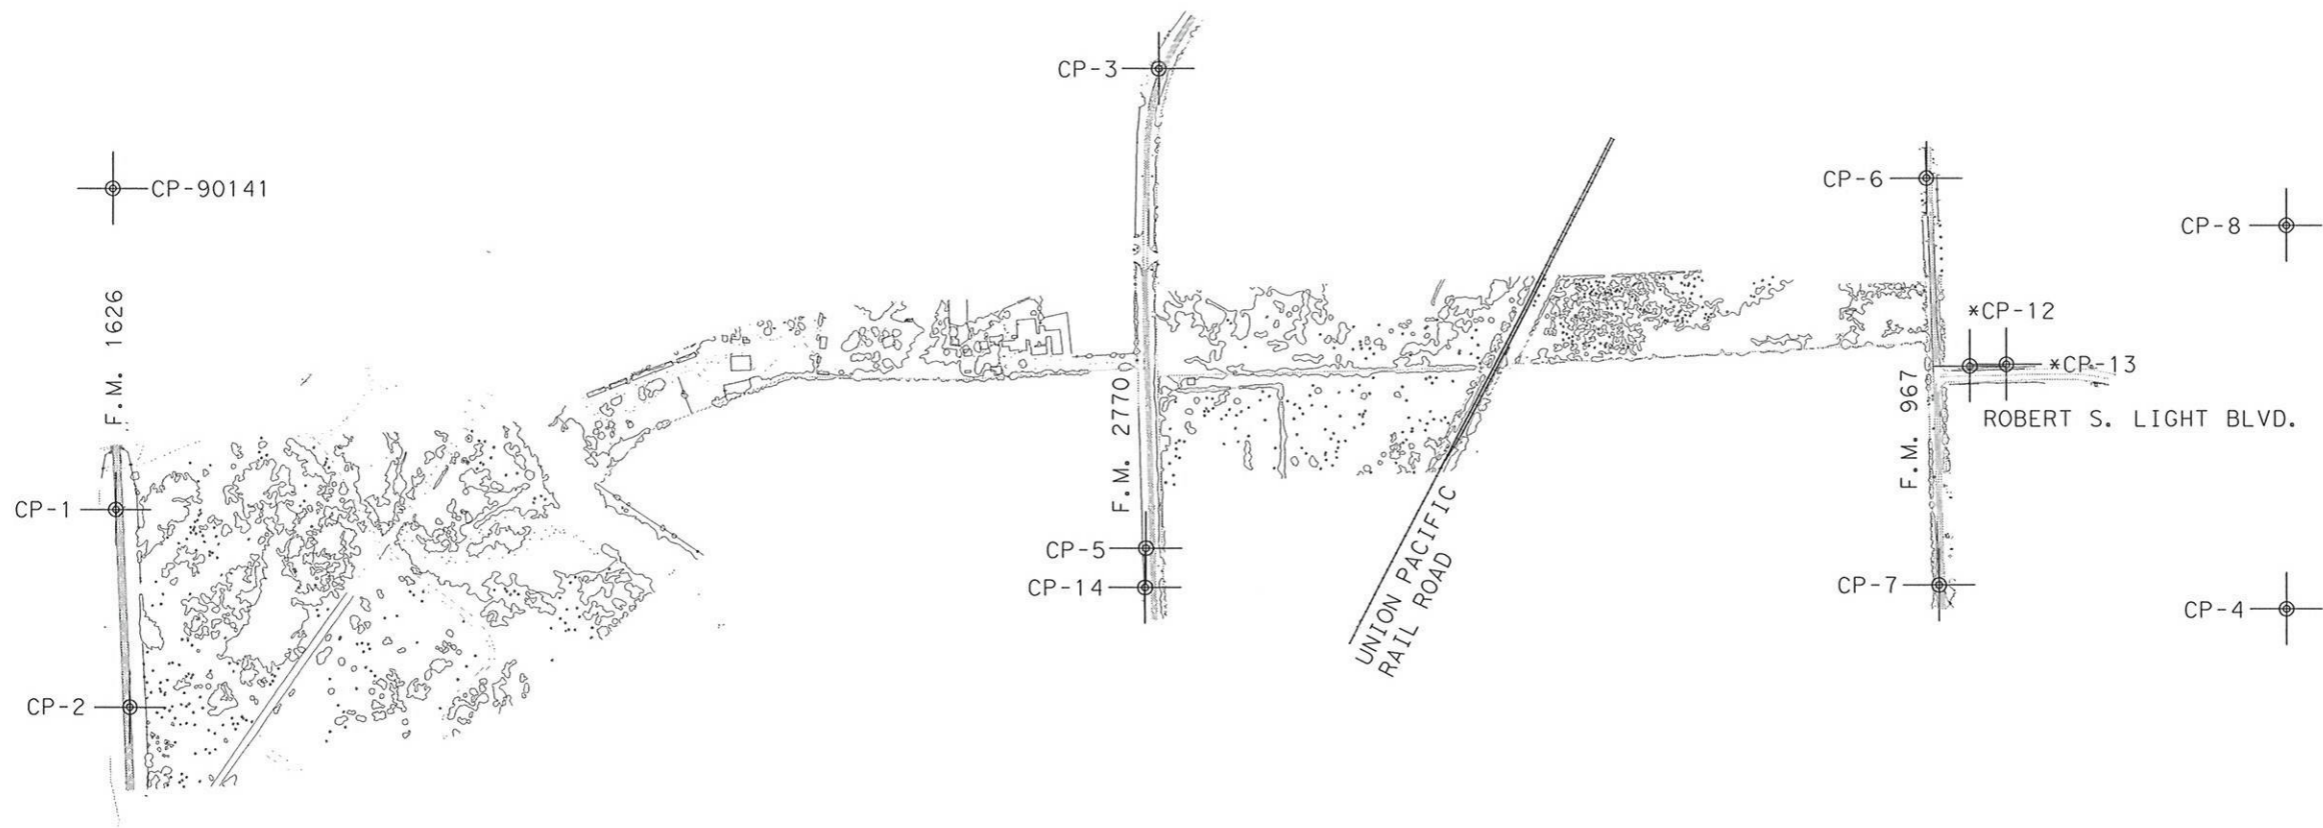 CP-3
CP-90141
CP-6
CP-8
F.M. 1626
*CP-12
*CP-13
F.M. 2770
F.M. 967
ROBERT S. LIGHT BLVD.
CP-1
CP-5
CP-14
UNION PACIFIC
RAIL ROAD
CP-7
CP-4
CP-2